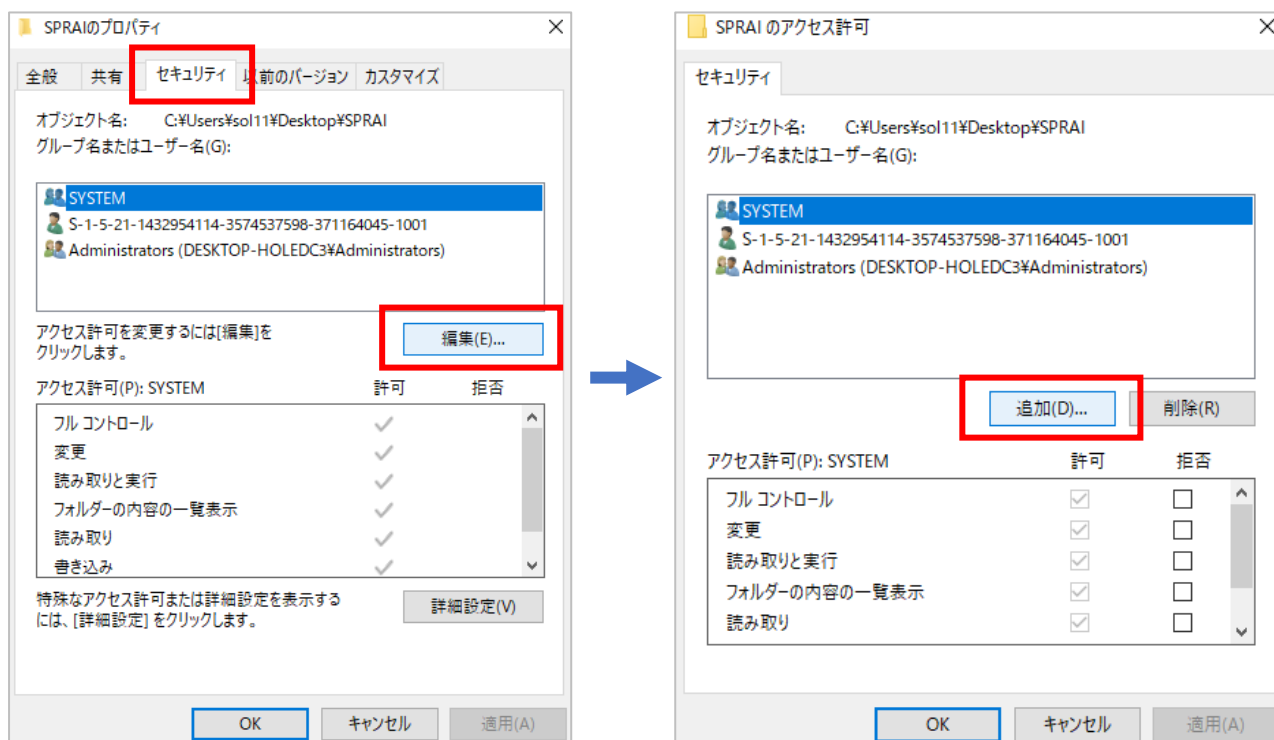 SPRAIのプロパティ
全般 共有 セキュリティ 以前のバージョン カスタマイズ
オブジェクト名: C:¥Users¥sol11¥Desktop¥SPRAI
グループ名またはユーザー名(G):
SYSTEM
S-1-5-21-1432954114-3574537598-371164045-1001
Administrators (DESKTOP-HOLEDC3¥Administrators)
アクセス許可を変更するには[編集]を
クリックします。
編集(E)...
アクセス許可(P): SYSTEM 許可 拒否
フル コントロール
変更
読み取りと実行
フォルダーの内容の一覧表示
読み取り
書き込み
特殊なアクセス許可または詳細設定を表示する
には、[詳細設定] をクリックします。
詳細設定(V)
OK キャンセル 適用(A)
SPRAI のアクセス許可
セキュリティ
オブジェクト名: C:¥Users¥sol11¥Desktop¥SPRAI
グループ名またはユーザー名(G):
SYSTEM
S-1-5-21-1432954114-3574537598-371164045-1001
Administrators (DESKTOP-HOLEDC3¥Administrators)
追加(D)... 削除(R)
アクセス許可(P): SYSTEM 許可 拒否
フル コントロール
変更
読み取りと実行
フォルダーの内容の一覧表示
読み取り
OK キャンセル 適用(A)